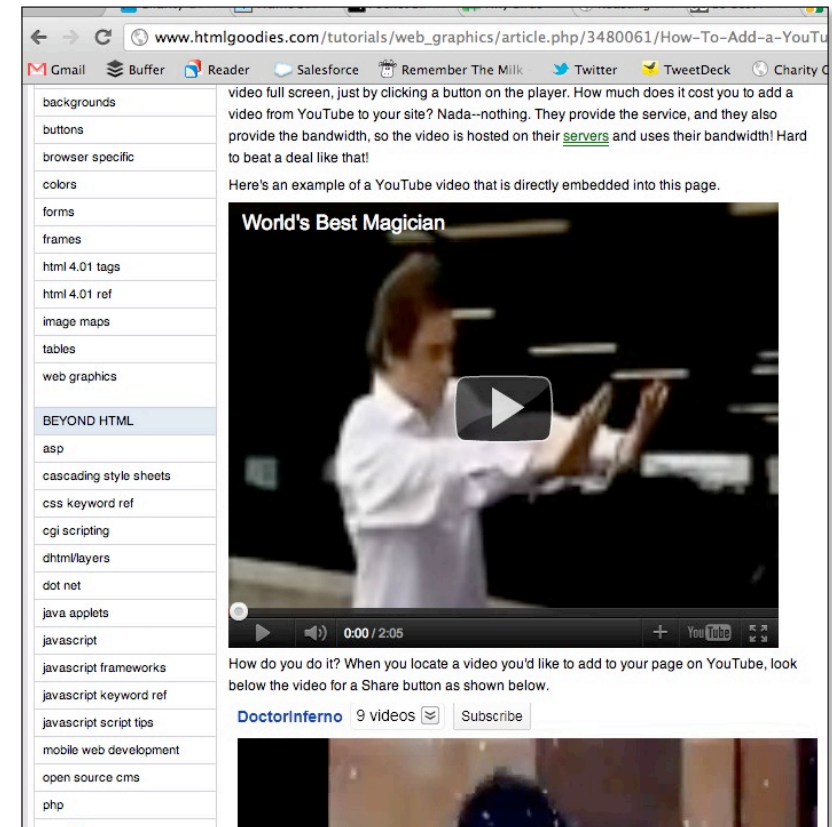 www.htmlgoodies.com/tutorials/web_graphics/article.php/3480061/How-To-Add-a-YouTu
Gmail Buffer Reader Salesforce Remember The Milk Twitter TweetDeck Charity C
backgrounds
buttons
browser specific
colors
forms
frames
html 4.01 tags
html 4.01 ref
image maps
tables
web graphics
BEYOND HTML
asp
cascading style sheets
css keyword ref
cgi scripting
dhtml/layers
dot net
java applets
javascript
javascript frameworks
javascript keyword ref
javascript script tips
mobile web development
open source cms
php
video full screen, just by clicking a button on the player. How much does it cost you to add a
video from YouTube to your site? Nada--nothing. They provide the service, and they also
provide the bandwidth, so the video is hosted on their servers and uses their bandwidth! Hard
to beat a deal like that!
Here's an example of a YouTube video that is directly embedded into this page.
World's Best Magician
0:00 / 2:05
YouTube
How do you do it? When you locate a video you'd like to add to your page on YouTube, look
below the video for a Share button as shown below.
DoctorInferno 9 videos Subscribe